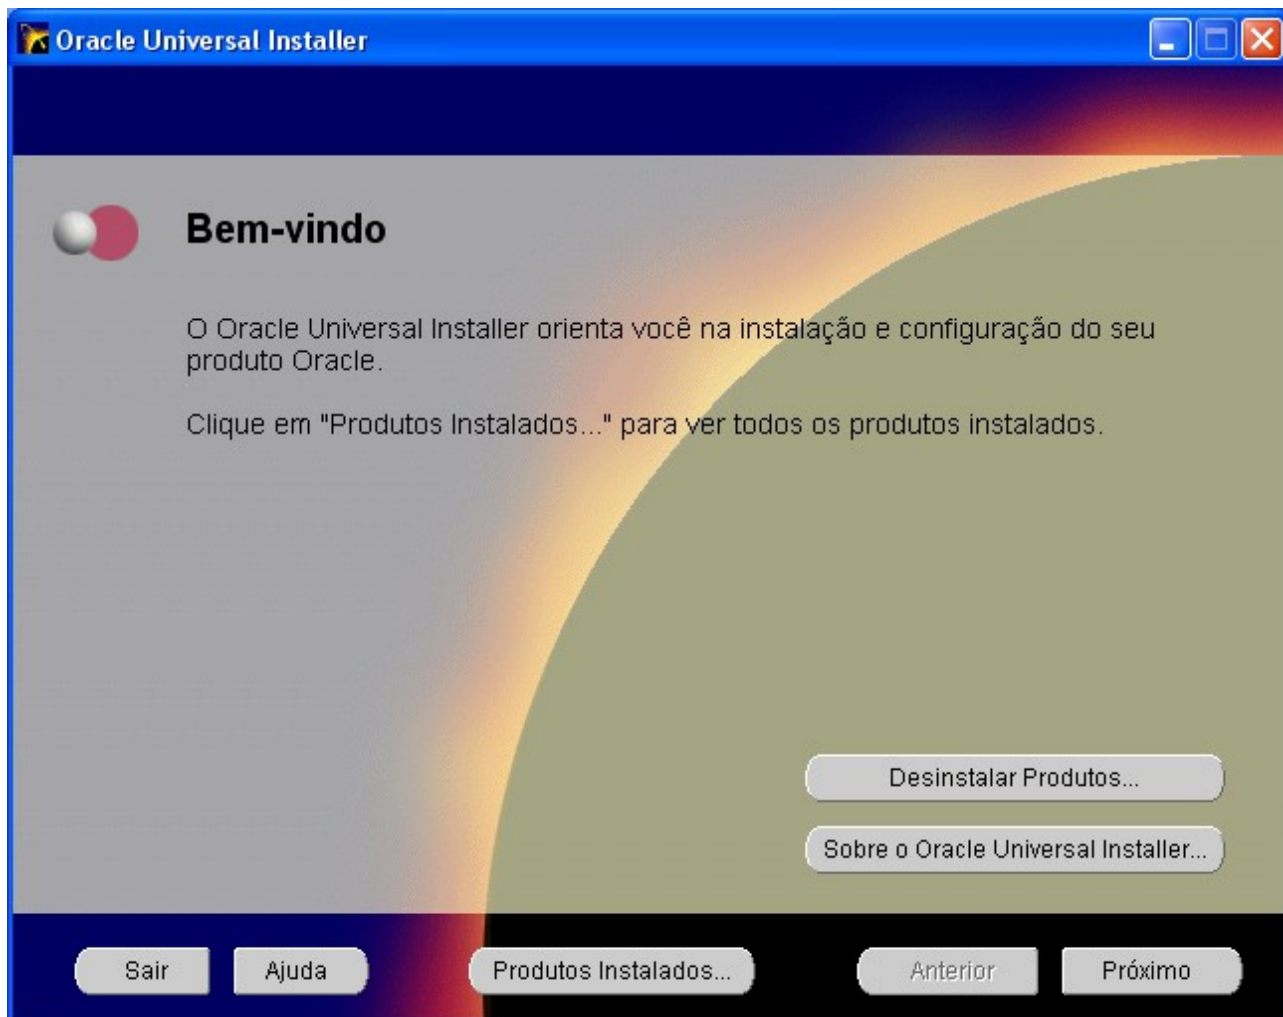 Oracle Universal Installer
Bem-vindo
O Oracle Universal Installer orienta você na instalação e configuração do seu
produto Oracle.
Clique em "Produtos Instalados..." para ver todos os produtos instalados.
Desinstalar Produtos...
Sobre o Oracle Universal Installer...
Sair
Ajuda
Produtos Instalados...
Anterior
Próximo